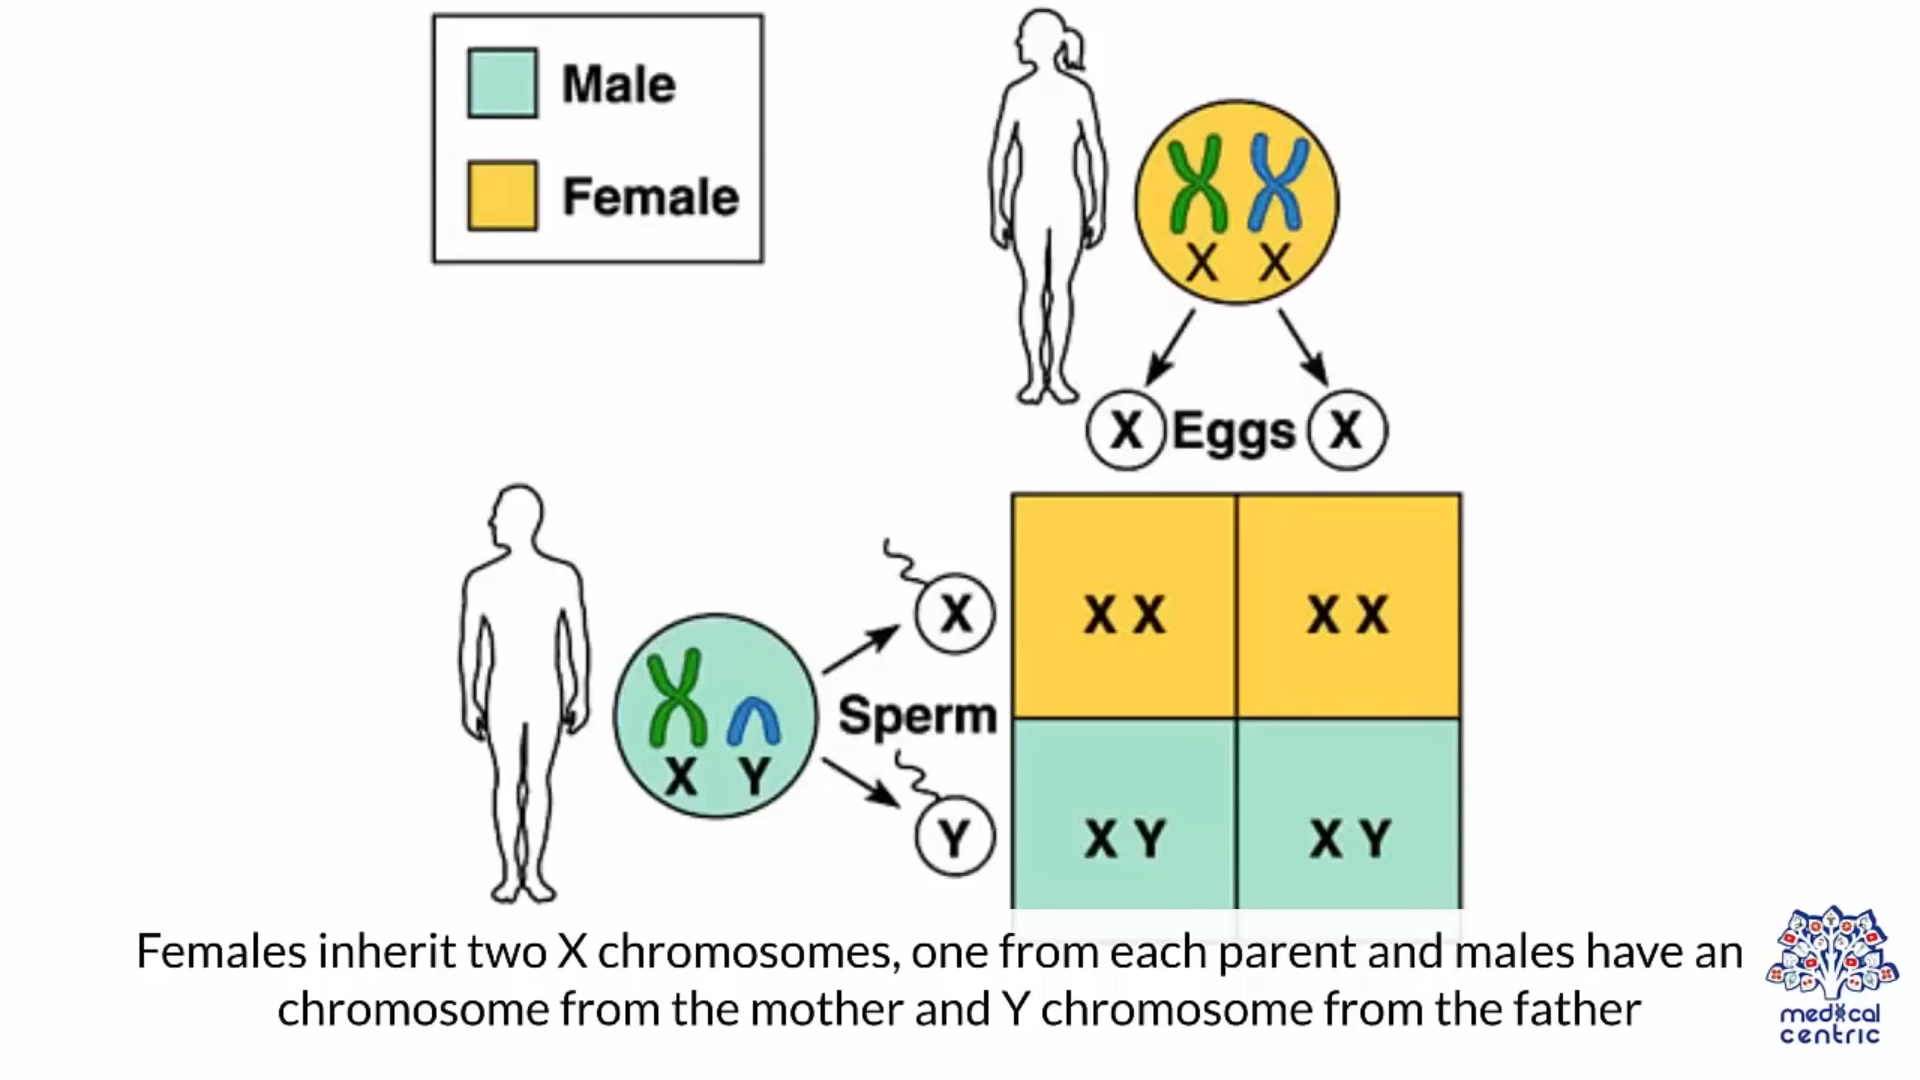 Male
Female
X X
X Eggs X
X
X X X X
X Y
Sperm
Y
X Y X Y
Females inherit two X chromosomes, one from each parent and males have an
chromosome from the mother and Y chromosome from the father
medical
centric